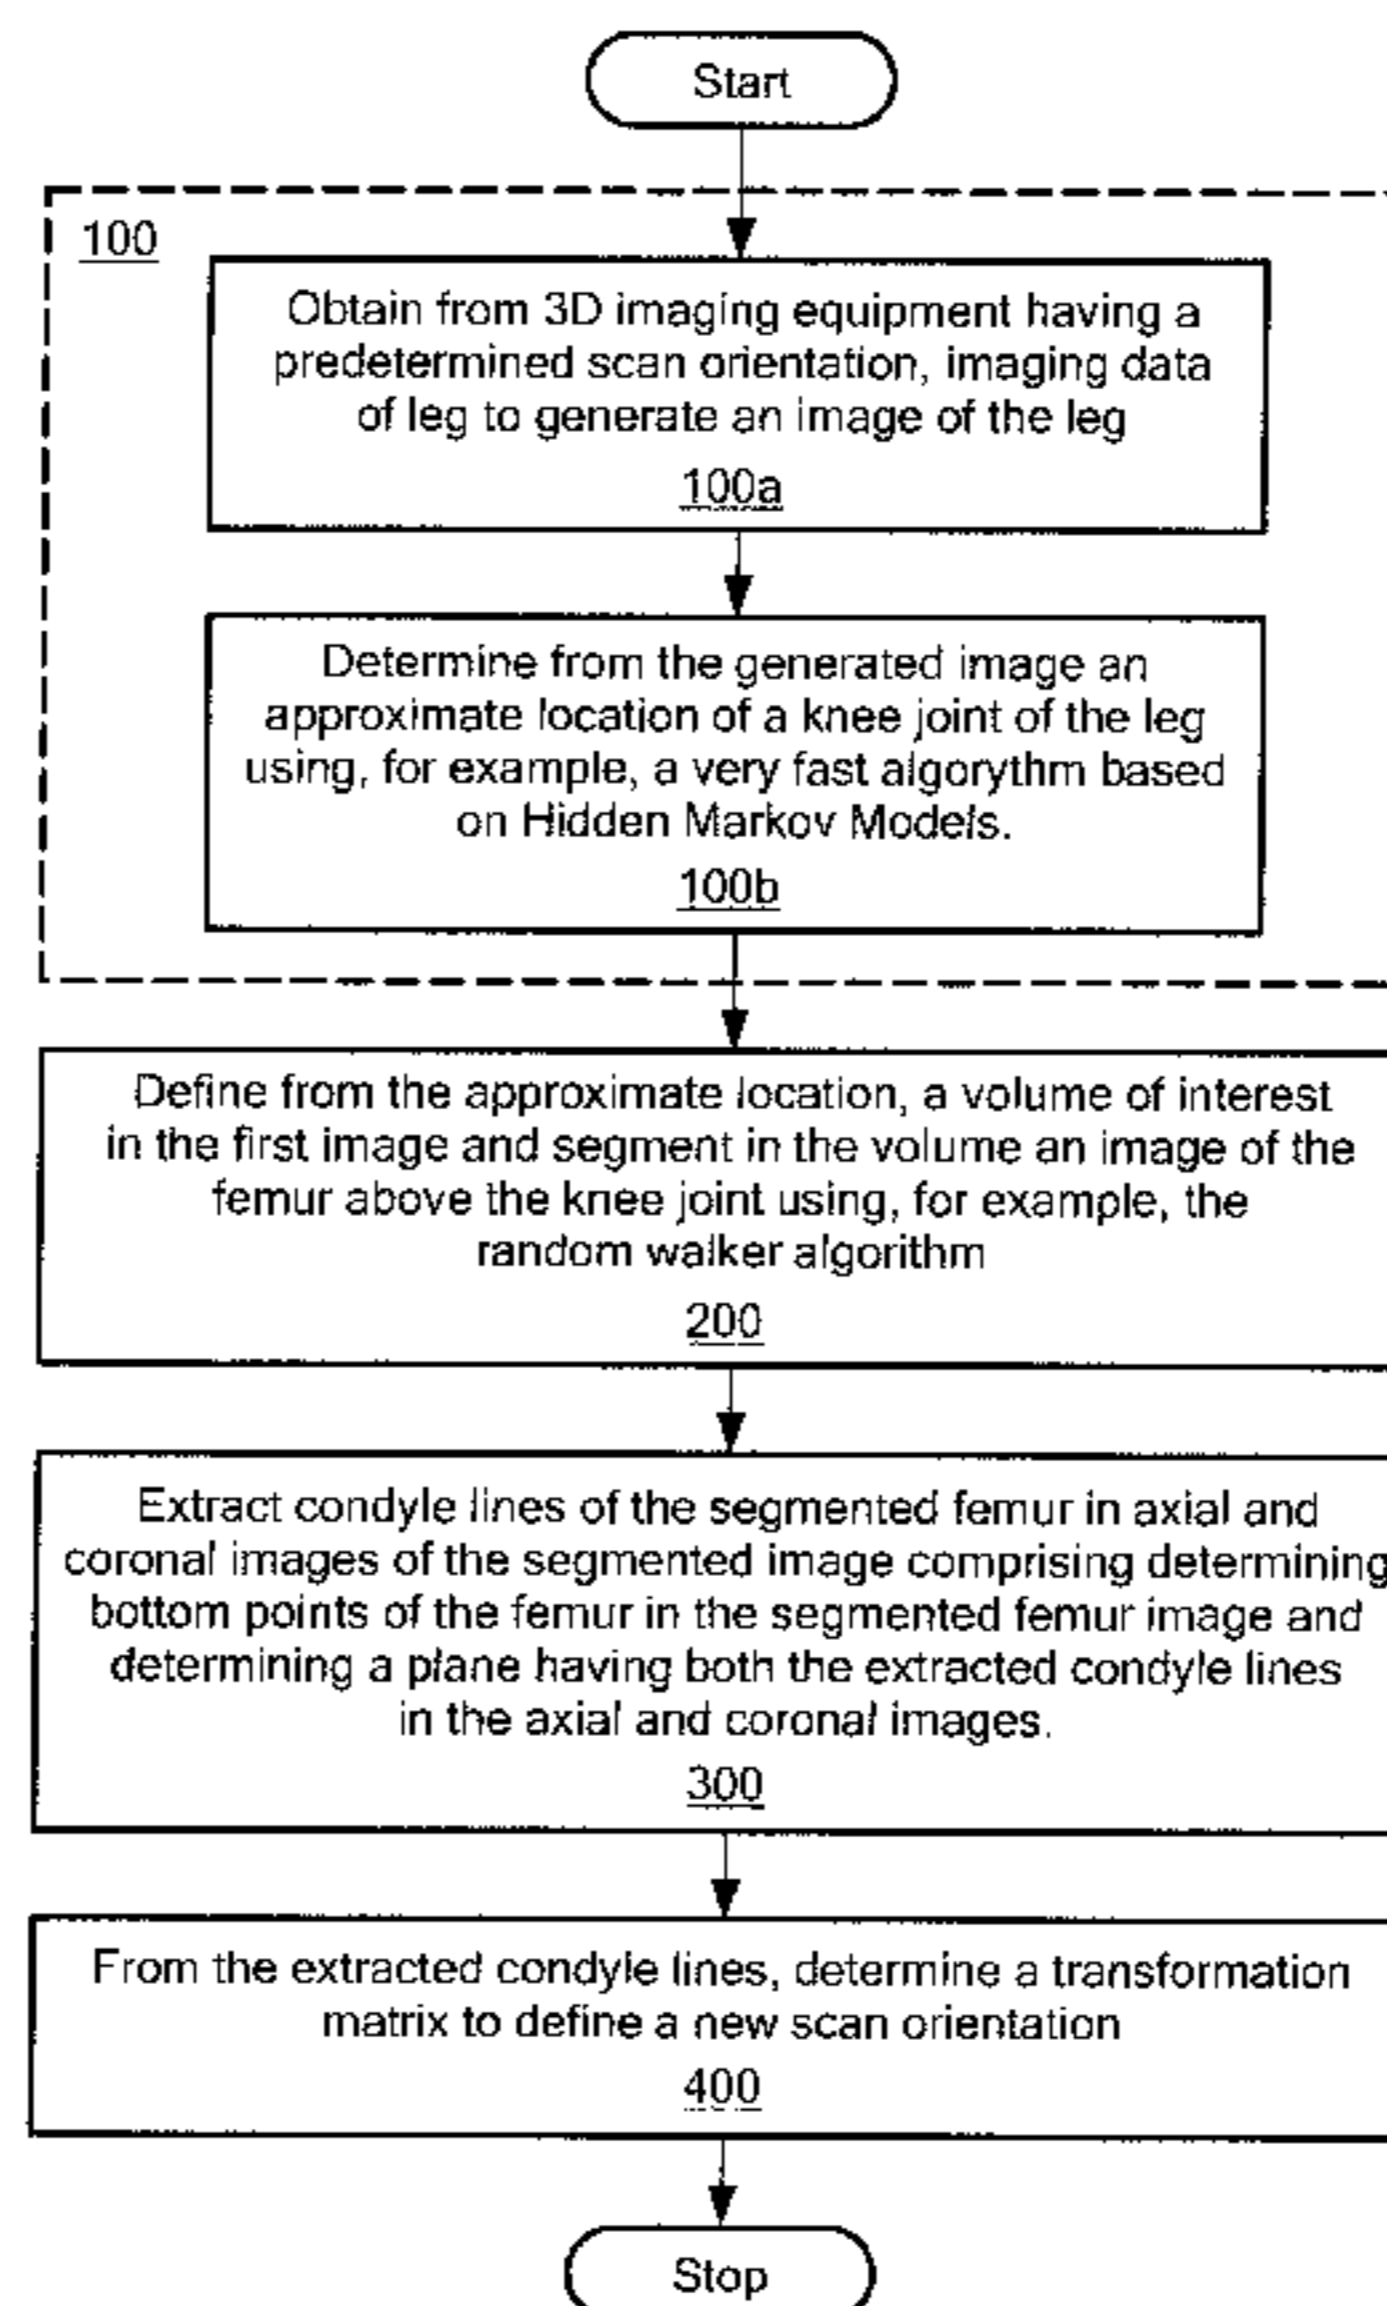 Start
100
Obtain from 3D imaging equipment having a
predetermined scan orientation, imaging data
of leg to generate an image of the leg
100a
Determine from the generated image an
approximate location of a knee joint of the leg
using, for example, a very fast algorythm based
on Hidden Markov Models.
100b
Define from the approximate location, a volume of interest
in the first image and segment in the volume an image of the
femur above the knee joint using, for example, the
random walker algorithm
200
Extract condyle lines of the segmented femur in axial and
coronal images of the segmented image comprising determining
bottom points of the femur in the segmented femur image and
determining a plane having both the extracted condyle lines
in the axial and coronal images.
300
From the extracted condyle lines, determine a transformation
matrix to define a new scan orientation
400
Stop